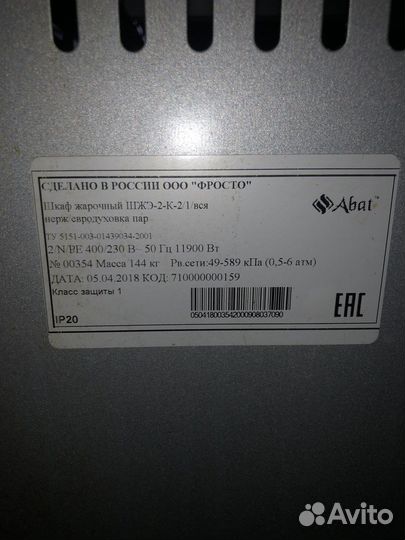 СДЕЛАНО В РОССИИ ООО "ФРОСТО"
Abat
Шкаф жарочный ШЖЭ-2-К-2/1/вся
нерж/евродуховка пар
ТУ 5151-003-01439034-2001
2/N/PE 400/230 В~ 50 Гц 11900 Вт
№ 00354 Масса 144 кг Рв.сети:49-589 кПа (0,5-6 атм)
ДАТА: 05.04.2018 КОД: 710000000159
Класс защиты 1
0504180035420009080370​90
EAC
IP20
Avito